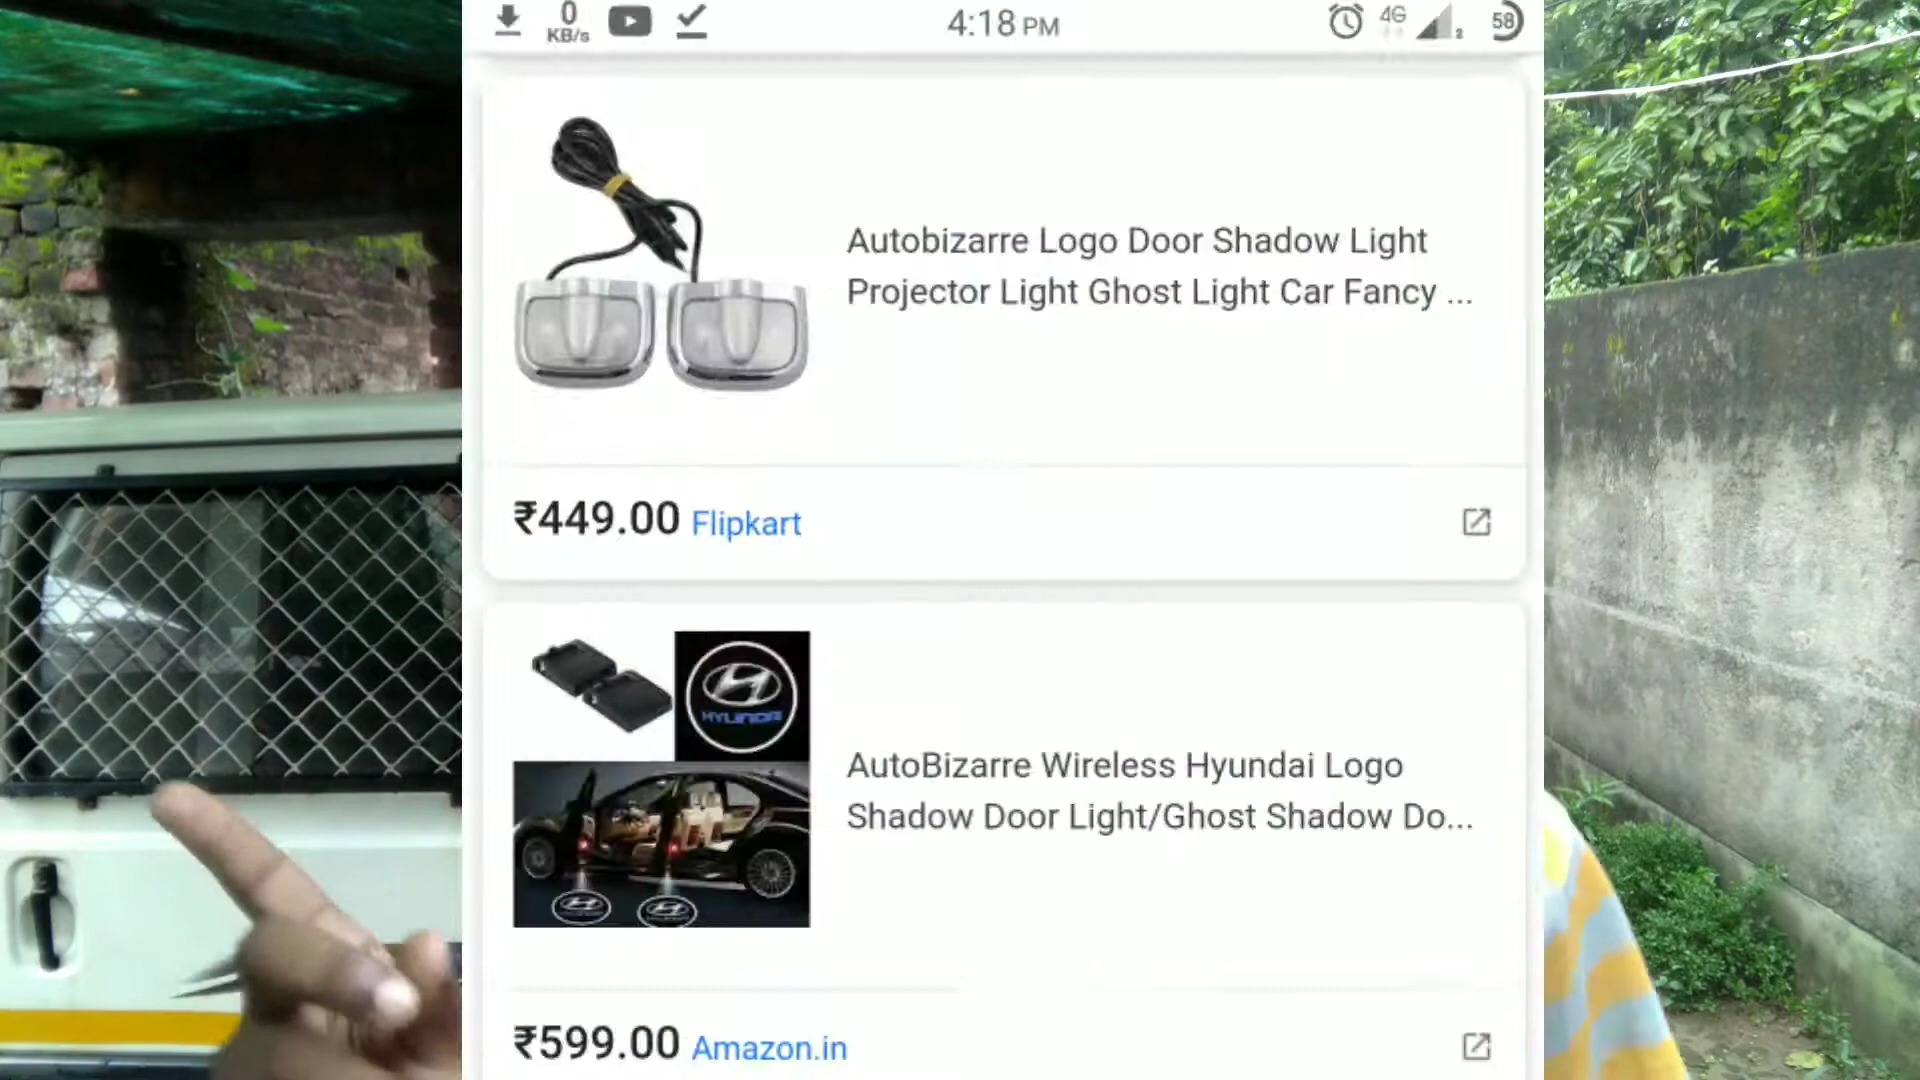 0
KB/s
4:18 PM
4G
2
58
Autobizarre Logo Door Shadow Light
Projector Light Ghost Light Car Fancy ...
₹449.00 Flipkart
HYUNDAI
AutoBizarre Wireless Hyundai Logo
Shadow Door Light/Ghost Shadow Do...
₹599.00 Amazon.in